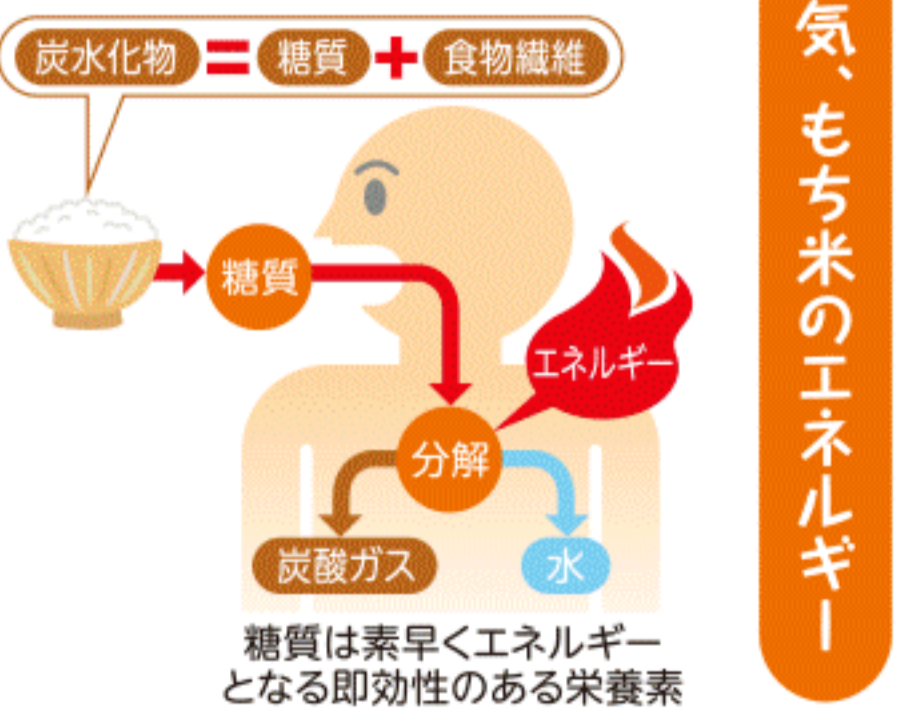 気、もち米のエネルギー
炭水化物 = 糖質 + 食物繊維
糖質
エネルギー
分解
炭酸ガス
水
糖質は素早くエネルギー
となる即効性のある栄養素